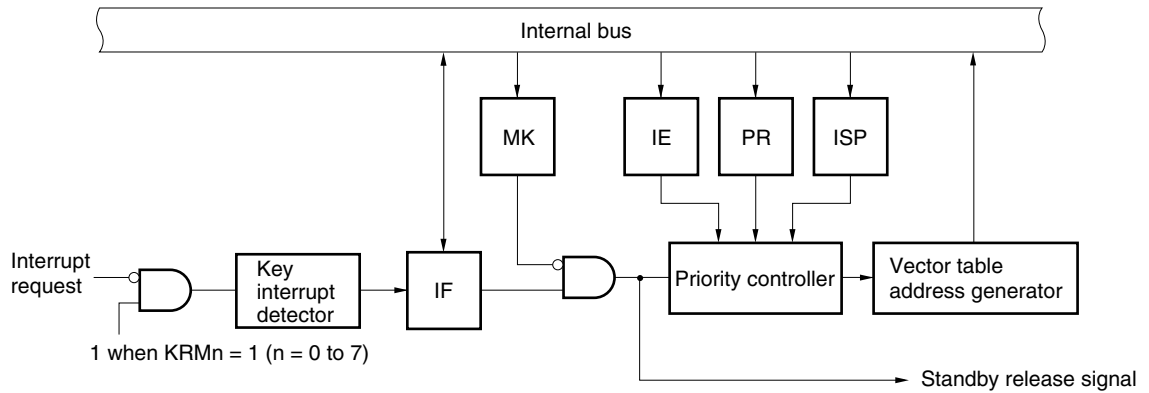 Internal bus
MK
IE
PR
ISP
Interrupt
request
Key
interrupt
detector
IF
Priority controller
Vector table
address generator
1 when KRMn = 1 (n = 0 to 7)
Standby release signal